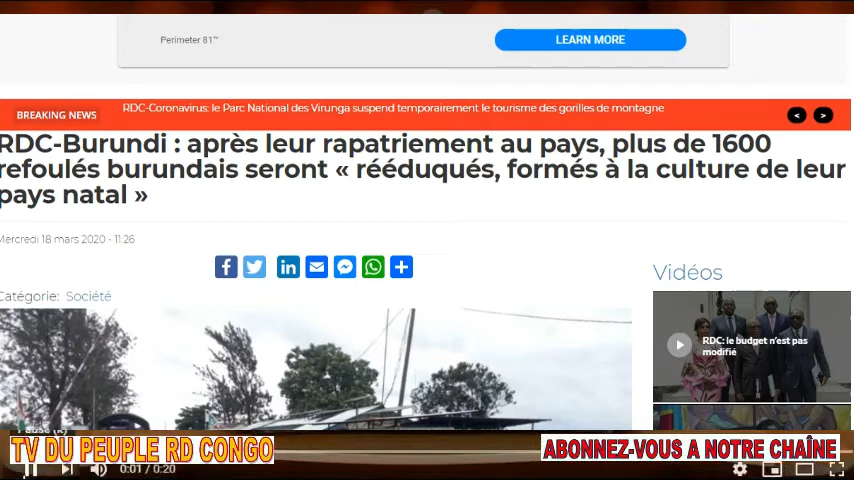 Perimeter 81™
LEARN MORE
BREAKING NEWS
RDC-Coronavirus: le Parc National des Virunga suspend temporairement le tourisme des gorilles de montagne
< >
RDC-Burundi : après leur rapatriement au pays, plus de 1600
refoulés burundais seront « rééduqués, formés à la culture de leur
pays natal »
Mercredi 18 mars 2020 - 11:26
Catégorie: Société
Vidéos
RDC: le budget n'est pas
modifié
Pause (k)
TV DU PEUPLE RD CONGO
ABONNEZ-VOUS A NOTRE CHAÎNE
0:01 / 0:20